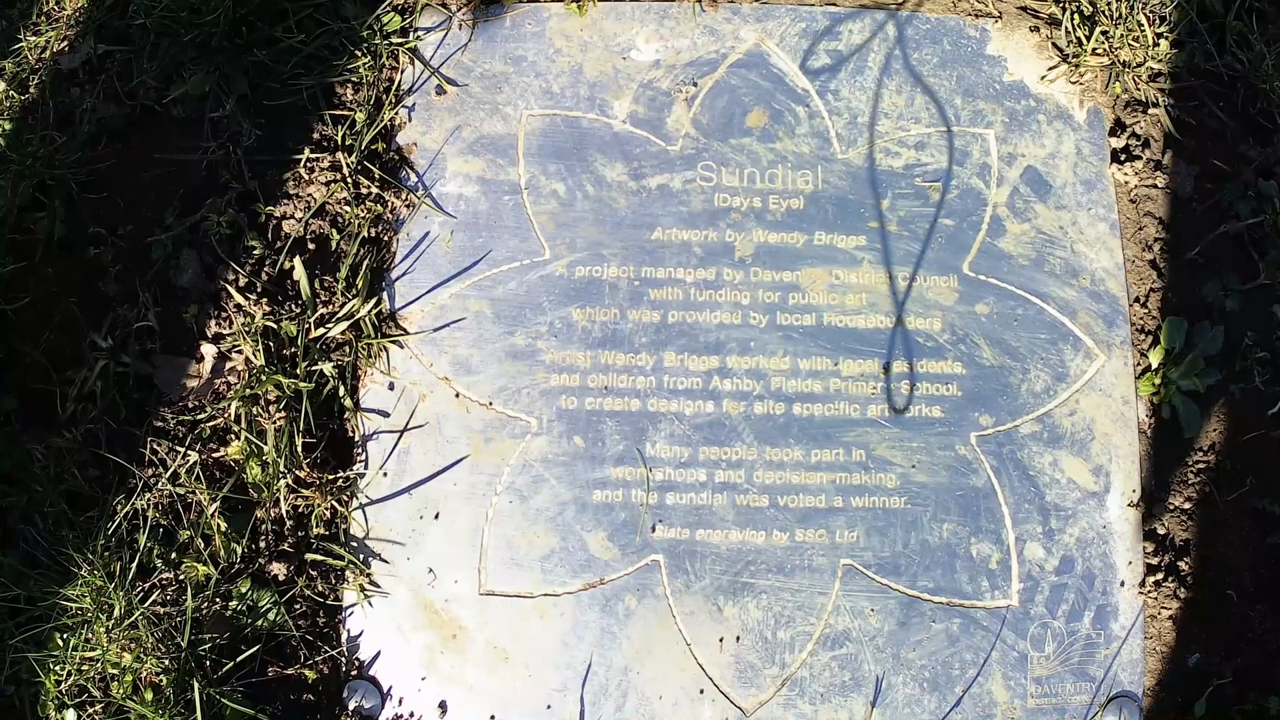 Sundial
(Days Eye)
Artwork by Wendy Briggs
A project managed by Daventry District Council
with funding for public art
which was provided by local Housebuilders
Artist Wendy Briggs worked with local residents,
and children from Ashby Fields Primary School,
to create designs for site specific artworks.
Many people took part in
workshops and decision-making,
and the sundial was voted a winner.
Slate engraving by SSC Ltd
DAVENTRY
DISTRICT COUNCIL